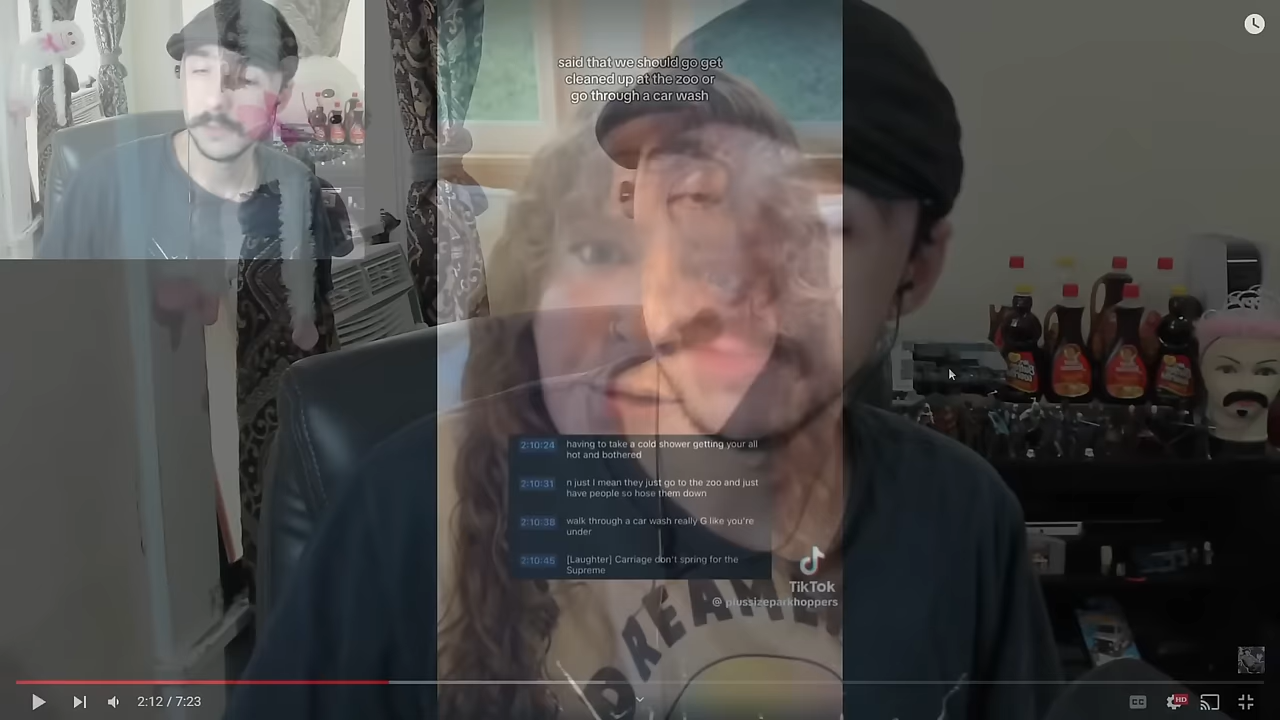 said that we should go get
cleaned up at the zoo or
go through a car wash
2:10:24 having to take a cold shower getting your all
hot and bothered
2:10:31 n just I mean they just go to the zoo and just
have people so hose them down
2:10:38 walk through a car wash really G like you're
under
2:10:45 [Laughter] Carriage don't spring for the
Supreme
TikTok
@ plussizeparkhoppers
DREAMER
2:12 / 7:23
CC
HD